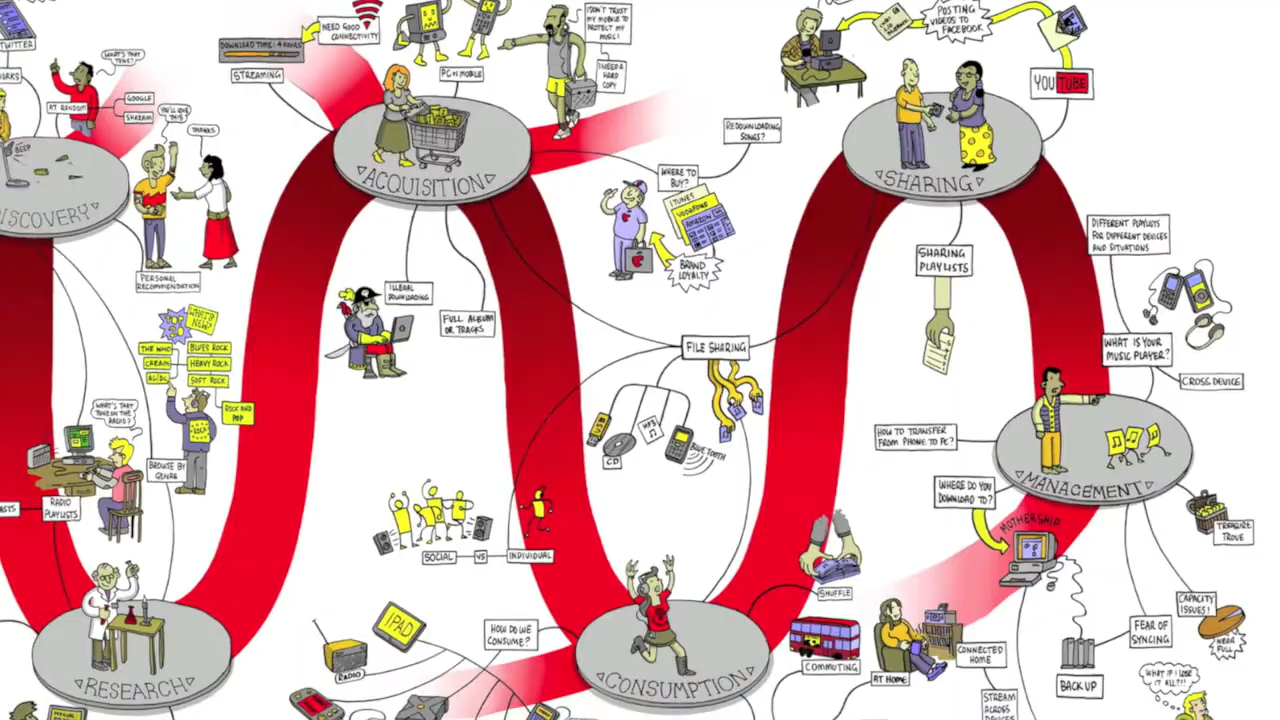 TWITTER
WHAT'S THAT
TUNE?
AT RANDOM
GOOGLE
SHAZAM
BEEP
YOU'LL LOVE
THIS!
THANKS
DISCOVERY
PERSONAL
RECOMMENDATION
DOWNLOAD TIME: 4 HOURS
STREAMING
NEED GOOD
CONNECTIVITY
PC VS MOBILE
I DON'T TRUST
MY MOBILE TO
PROTECT MY
MUSIC!
I NEED A
HARD
COPY
ACQUISITION
REDOWNLOADING
SONGS?
WHERE TO
BUY?
ITUNES
VODAFONE
AMAZON
BRAND
LOYALTY
ILLEGAL
DOWNLOADING
FULL ALBUM
OR TRACKS
POSTING
VIDEOS TO
FACEBOOK
YOU TUBE
SHARING
SHARING
PLAYLISTS
DIFFERENT PLAYLISTS
FOR DIFFERENT DEVICES
AND SITUATIONS
WHAT IS YOUR
MUSIC PLAYER?
CROSS DEVICE
FILE SHARING
USB
CD
MP3
BLUETOOTH
WHAT'S
NEW?
THE WHO
CREAM
AC/DC
BLUES ROCK
HEAVY ROCK
SOFT ROCK
ROCK AND
POP
ROCK
BROWSE BY
GENRE
WHAT'S THAT
TUNE ON THE
RADIO?
RADIO
PLAYLISTS
RESEARCH
SOCIAL VS INDIVIDUAL
HOW DO WE
CONSUME?
IPAD
RADIO
CONSUMPTION
SHUFFLE
COMMUTING
AT HOME
CONNECTED
HOME
STREAM
ACROSS
DEVICES
HOW TO TRANSFER
FROM PHONE TO PC?
WHERE DO YOU
DOWNLOAD TO?
MOTHERSHIP
MANAGEMENT
TREASURE
TROVE
CAPACITY
ISSUES!
NEAR
FULL
FEAR OF
SYNCING
BACK UP
WHAT IF I LOSE
IT ALL?!!